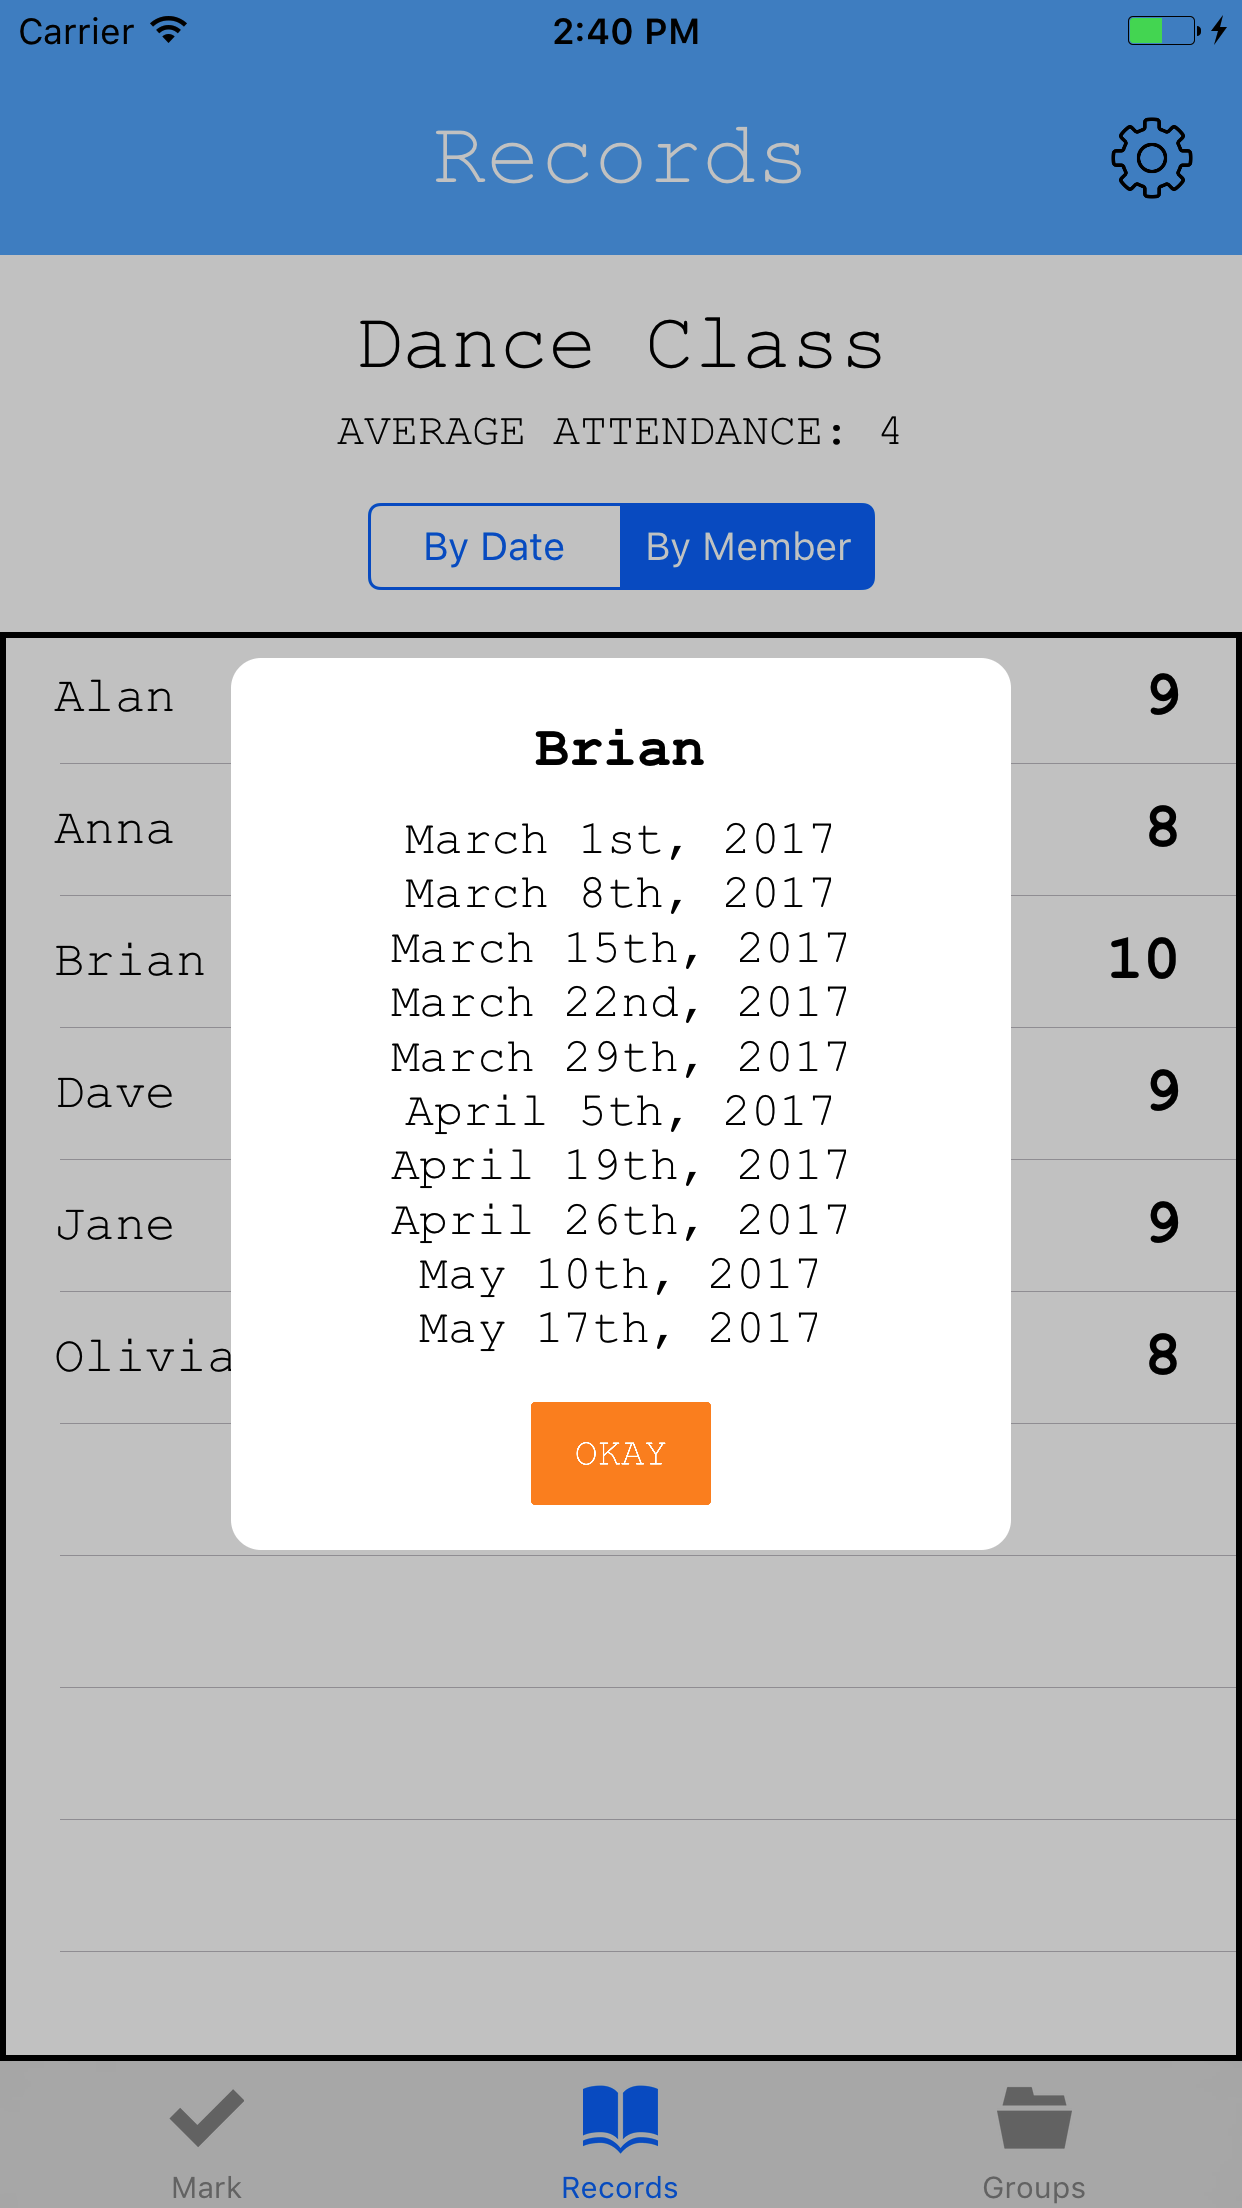 Carrier 2:40 PM
Records
Dance Class
AVERAGE ATTENDANCE: 4
By Date By Member
Alan 9
Anna 8
Brian 10
Dave 9
Jane 9
Olivia 8
Brian
March 1st, 2017
March 8th, 2017
March 15th, 2017
March 22nd, 2017
March 29th, 2017
April 5th, 2017
April 19th, 2017
April 26th, 2017
May 10th, 2017
May 17th, 2017
OKAY
Mark Records Groups